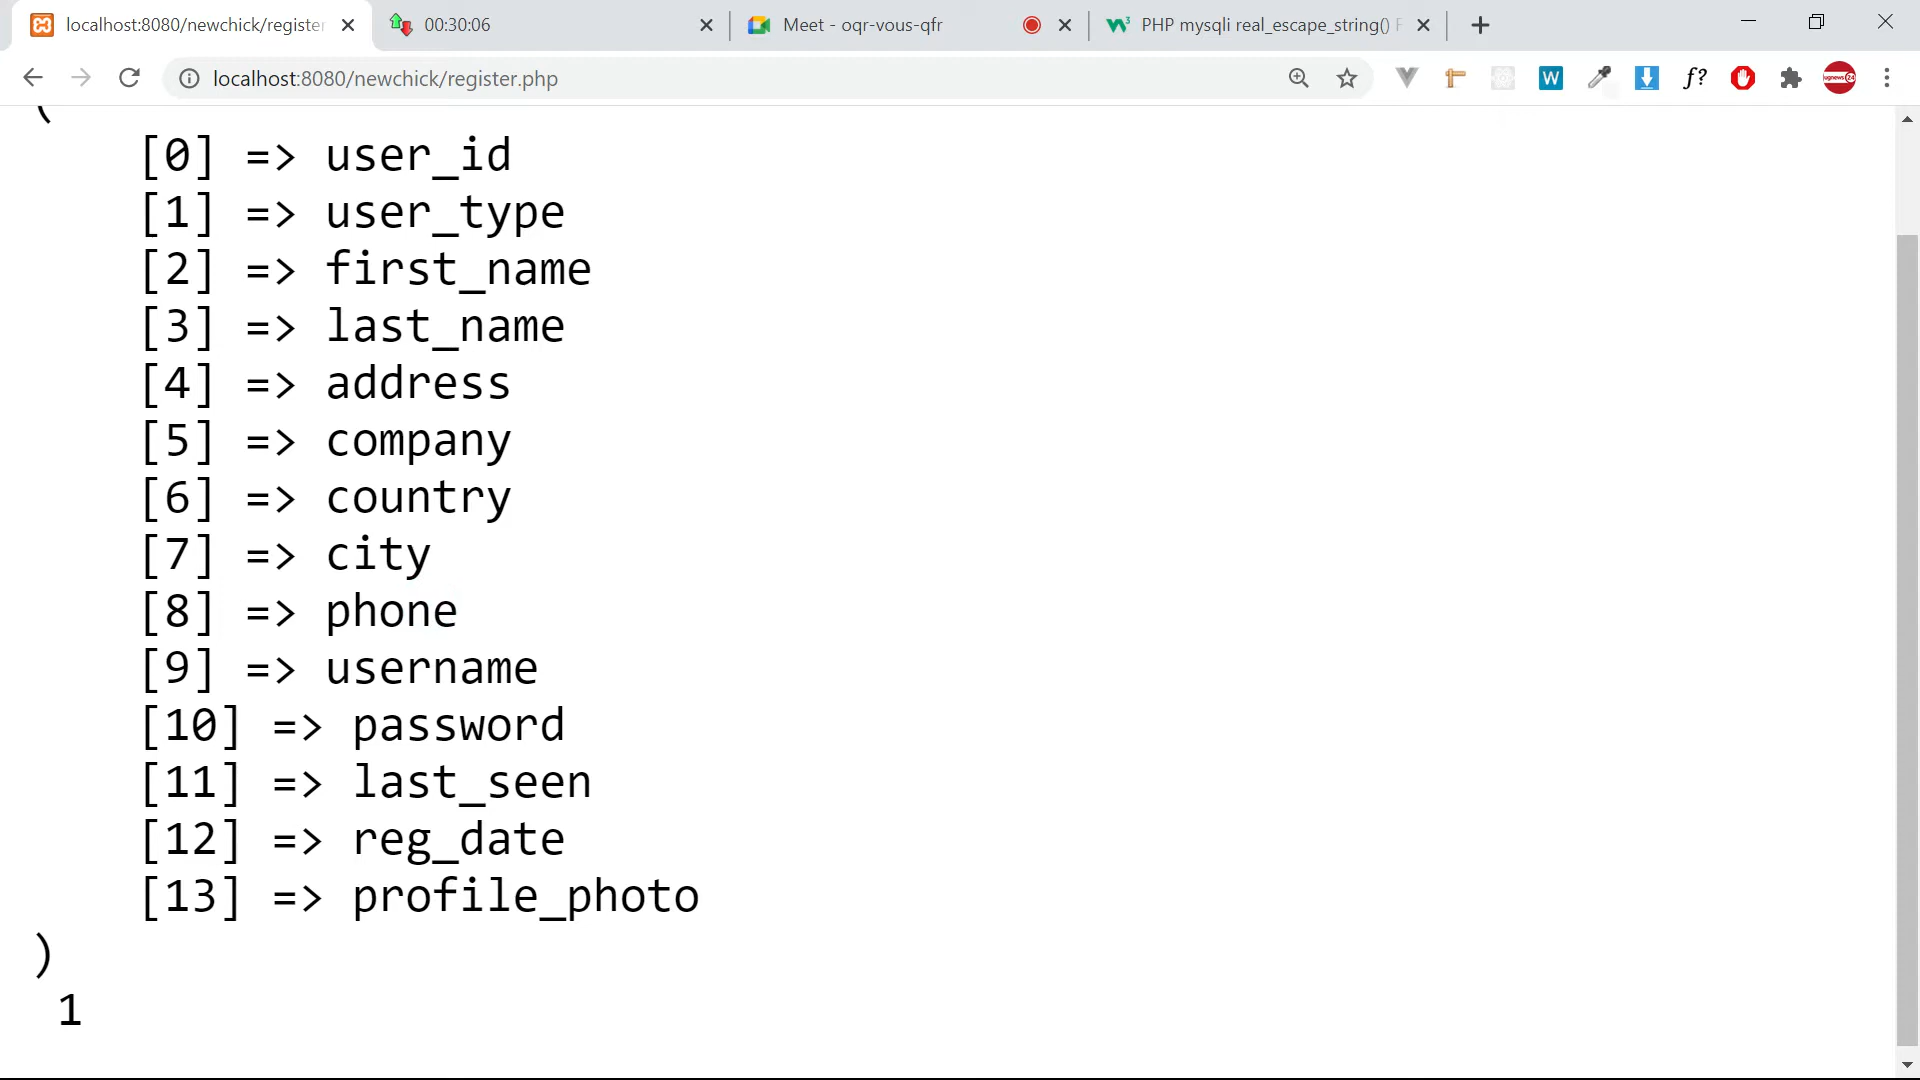 localhost:8080/newchick/register
00:30:06
Meet - oqr-vous-qfr
PHP mysqli real_escape_string() F
localhost:8080/newchick/register.php
W
f?
ugnews24
(
[0] => user_id
[1] => user_type
[2] => first_name
[3] => last_name
[4] => address
[5] => company
[6] => country
[7] => city
[8] => phone
[9] => username
[10] => password
[11] => last_seen
[12] => reg_date
[13] => profile_photo
)
1